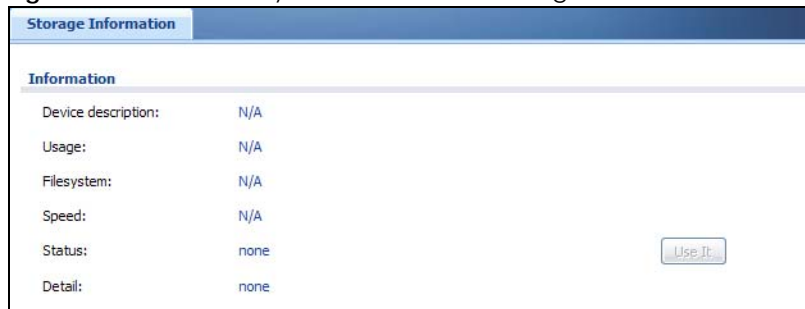 Storage Information
Information
Device description: N/A
Usage: N/A
Filesystem: N/A
Speed: N/A
Status: none Use It
Detail: none